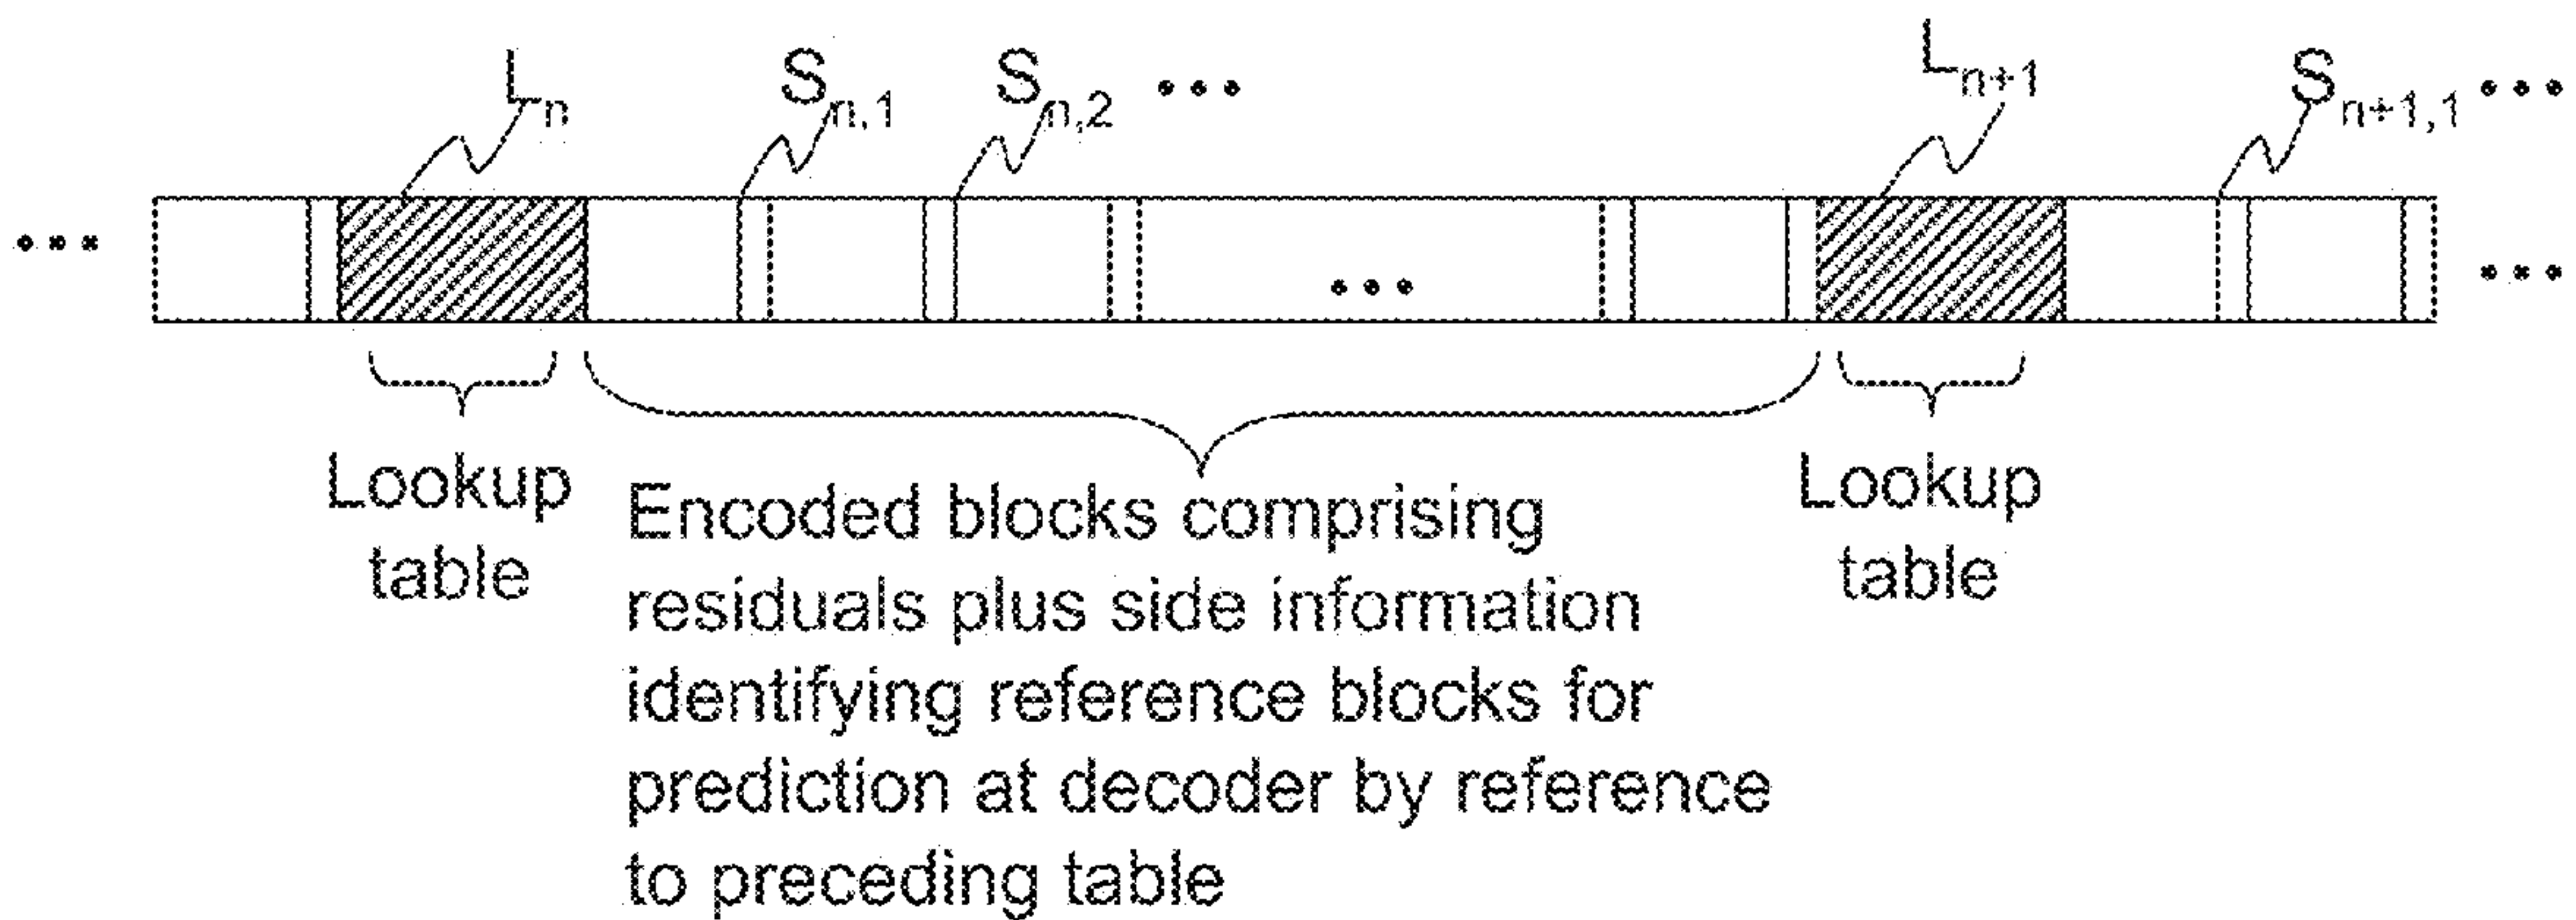 Lₙ Sₙ,₁ Sₙ,₂ ••• Lₙ₊₁ Sₙ₊₁,₁ •••
••• ••• •••
Lookup
table
Encoded blocks comprising
residuals plus side information
identifying reference blocks for
prediction at decoder by reference
to preceding table
Lookup
table